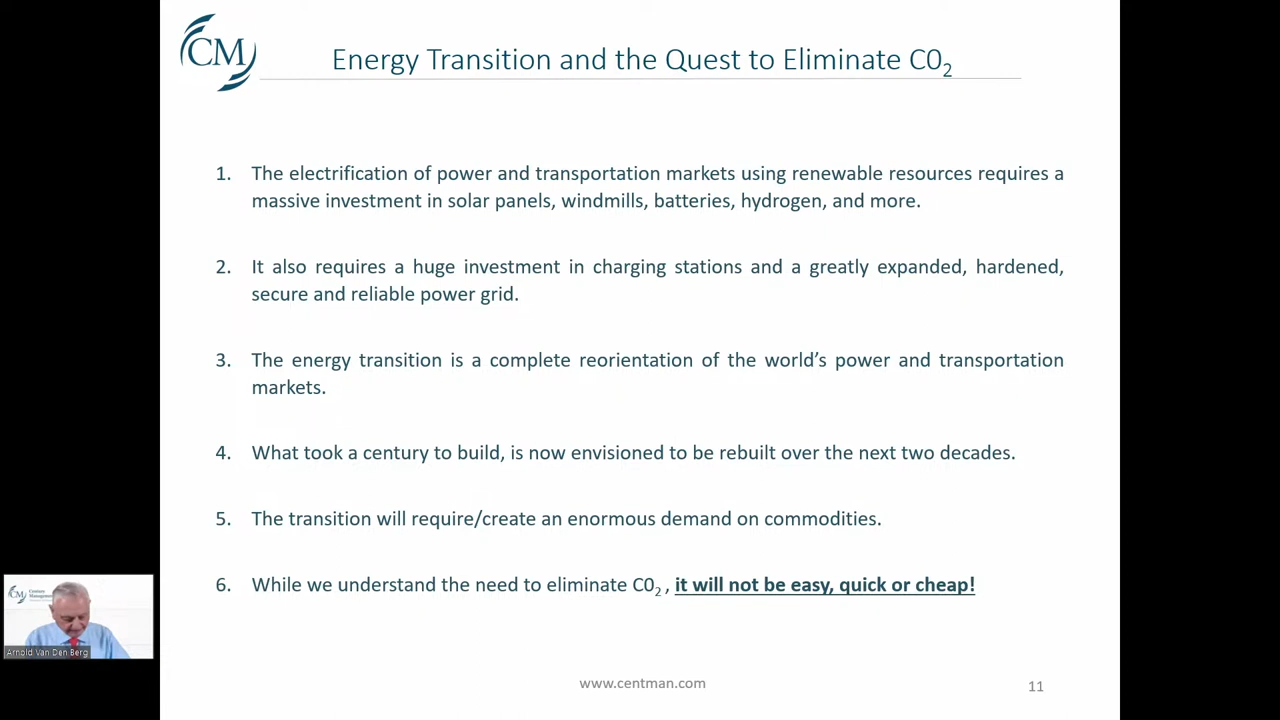 CM
Energy Transition and the Quest to Eliminate C0₂
1. The electrification of power and transportation markets using renewable resources requires a
massive investment in solar panels, windmills, batteries, hydrogen, and more.
2. It also requires a huge investment in charging stations and a greatly expanded, hardened,
secure and reliable power grid.
3. The energy transition is a complete reorientation of the world’s power and transportation
markets.
4. What took a century to build, is now envisioned to be rebuilt over the next two decades.
5. The transition will require/create an enormous demand on commodities.
6. While we understand the need to eliminate C0₂ , it will not be easy, quick or cheap!
CM
Arnold Van Den Berg
www.centman.com
11